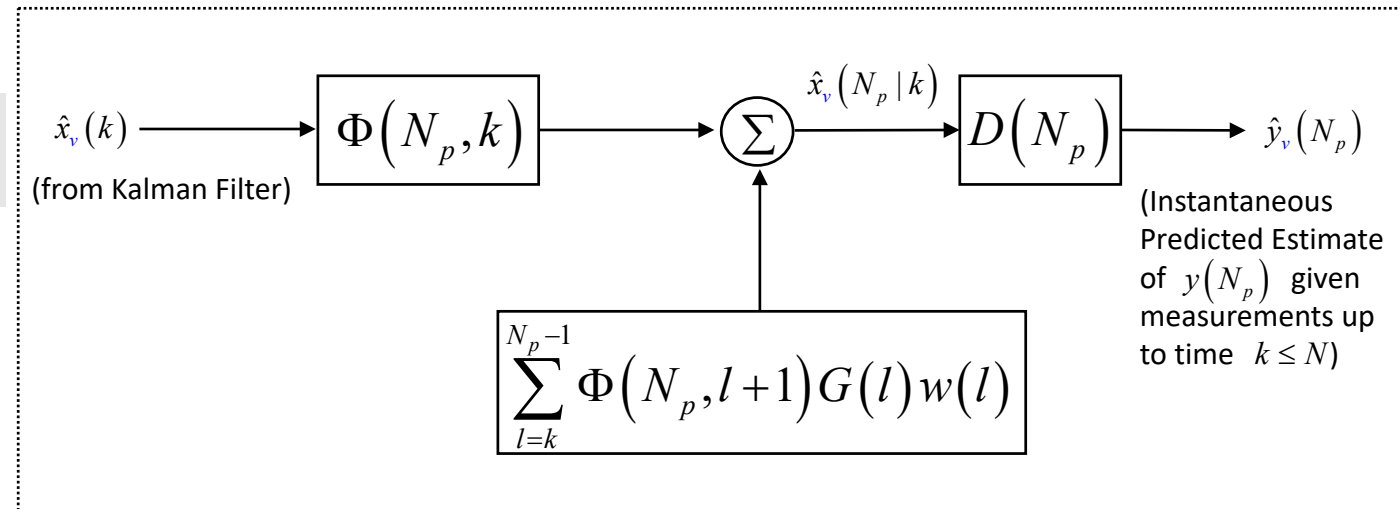 x̂_v(k)
(from Kalman Filter)
Φ(N_p, k)
Σ
x̂_v(N_p | k)
D(N_p)
ŷ_v(N_p)
(Instantaneous
Predicted Estimate
of y(N_p) given
measurements up
to time k ≤ N)
∑_{l=k}^{N_p−1} Φ(N_p, l+1)G(l)w(l)